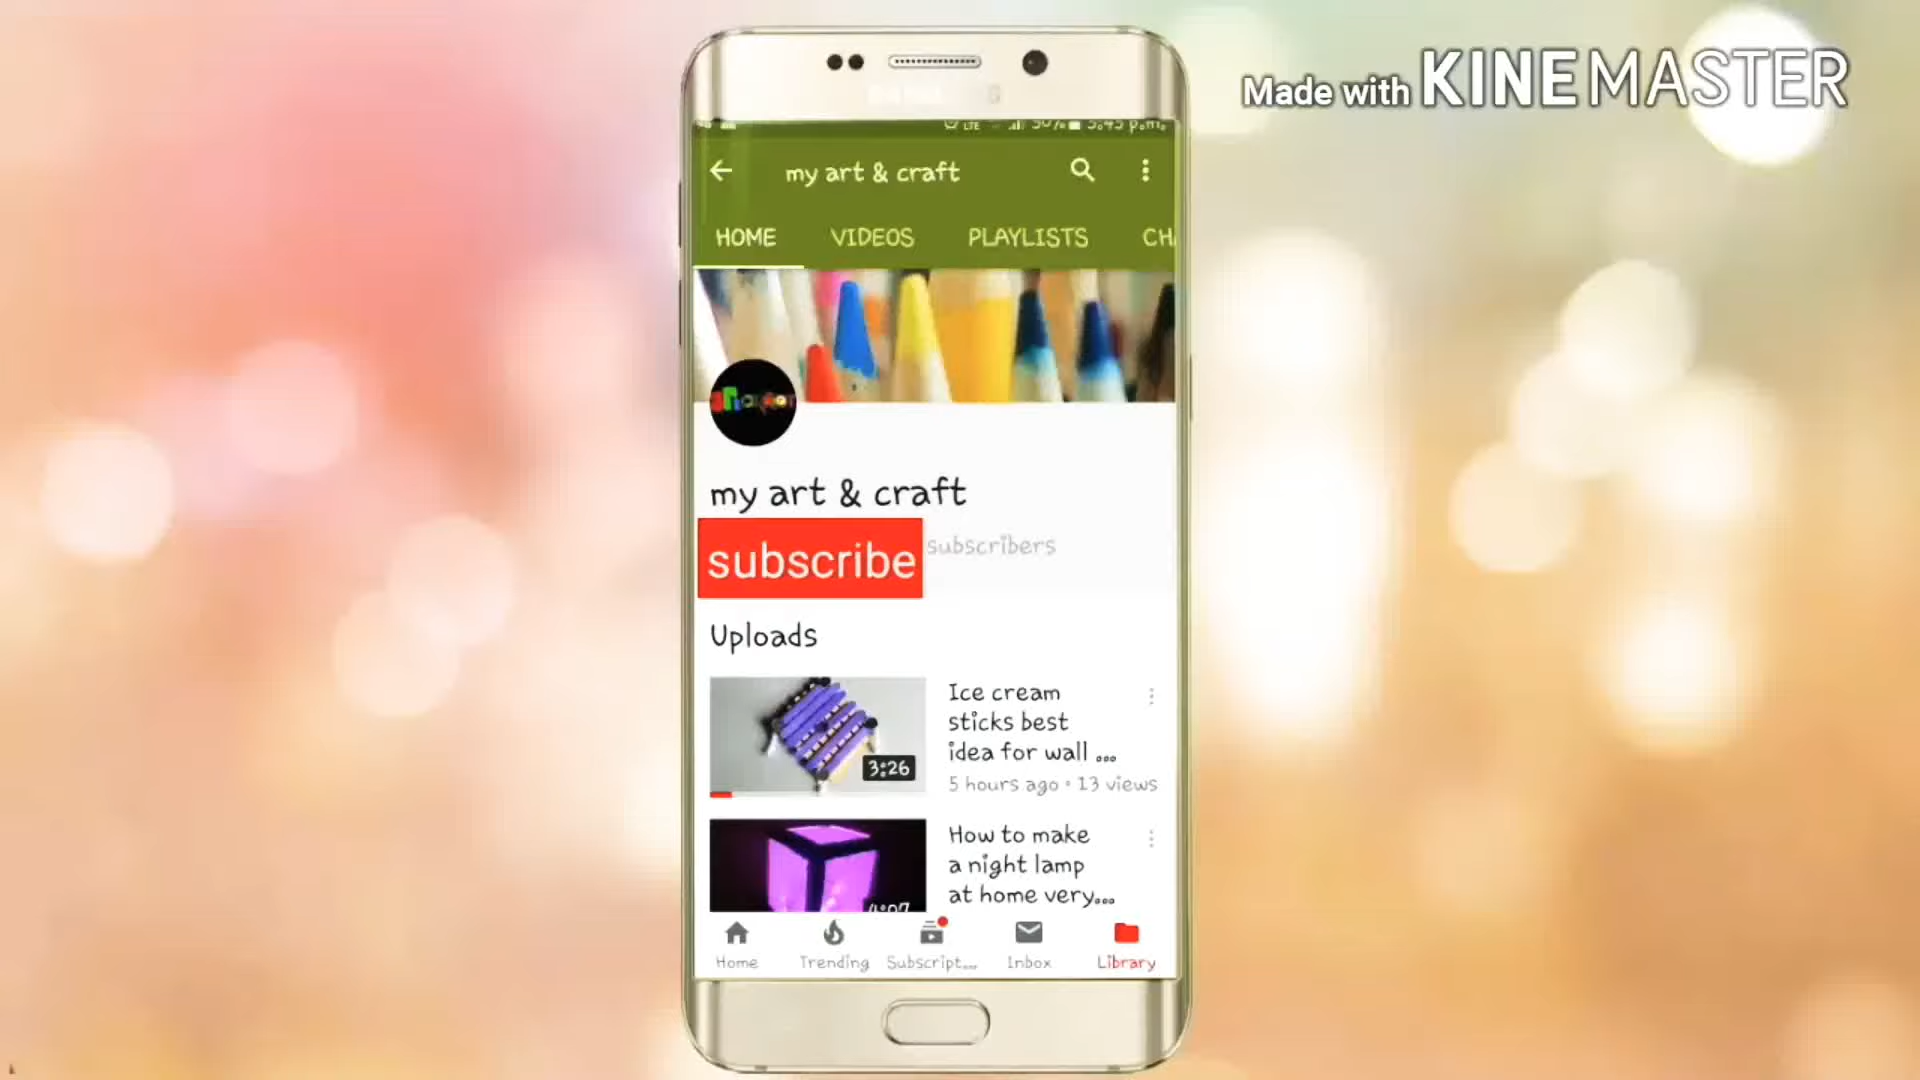 Made with KINEMASTER
my art & craft
HOME VIDEOS PLAYLISTS CH
my art & craft
subscribe subscribers
Uploads
Ice cream
sticks best
idea for wall ...
3:26
5 hours ago • 13 views
How to make
a night lamp
at home very...
Home Trending Subscript... Inbox Library